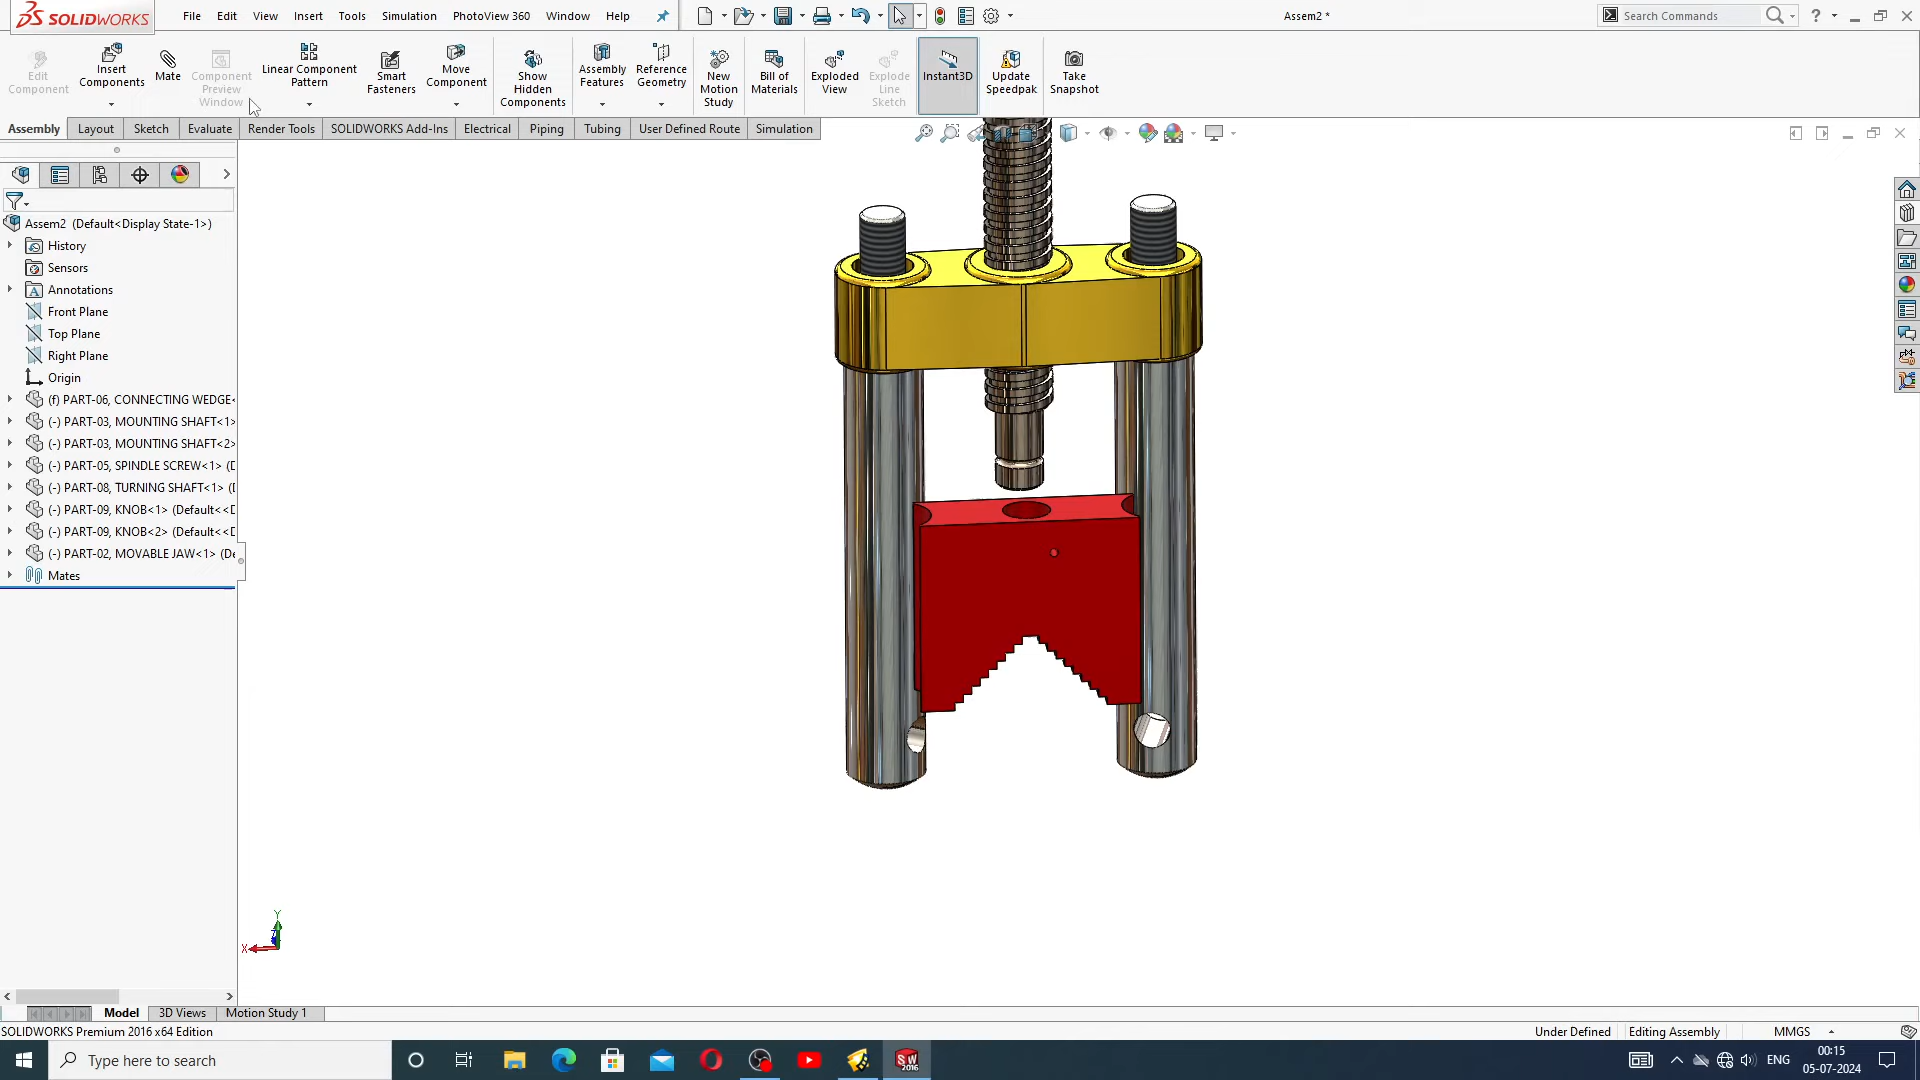 SOLIDWORKS
File Edit View Insert Tools Simulation PhotoView 360 Window Help
Assem2 *
Search Commands
Edit Component
Insert Components
Mate
Component Preview Window
Linear Component Pattern
Smart Fasteners
Move Component
Show Hidden Components
Assembly Features
Reference Geometry
New Motion Study
Bill of Materials
Exploded View
Explode Line Sketch
Instant3D
Update Speedpak
Take Snapshot
Assembly Layout Sketch Evaluate Render Tools SOLIDWORKS Add-Ins Electrical Piping Tubing User Defined Route Simulation
Assem2 (Default<Display State-1>)
History
Sensors
Annotations
Front Plane
Top Plane
Right Plane
Origin
(f) PART-06, CONNECTING WEDGE<
(-) PART-03, MOUNTING SHAFT<1>
(-) PART-03, MOUNTING SHAFT<2>
(-) PART-05, SPINDLE SCREW<1> (D
(-) PART-08, TURNING SHAFT<1> (D
(-) PART-09, KNOB<1> (Default<<D
(-) PART-09, KNOB<2> (Default<<D
(-) PART-02, MOVABLE JAW<1> (De
Mates
Y
X
Z
Model 3D Views Motion Study 1
SOLIDWORKS Premium 2016 x64 Edition
Under Defined Editing Assembly MMGS
Type here to search
SW 2016
ENG
00:15
05-07-2024